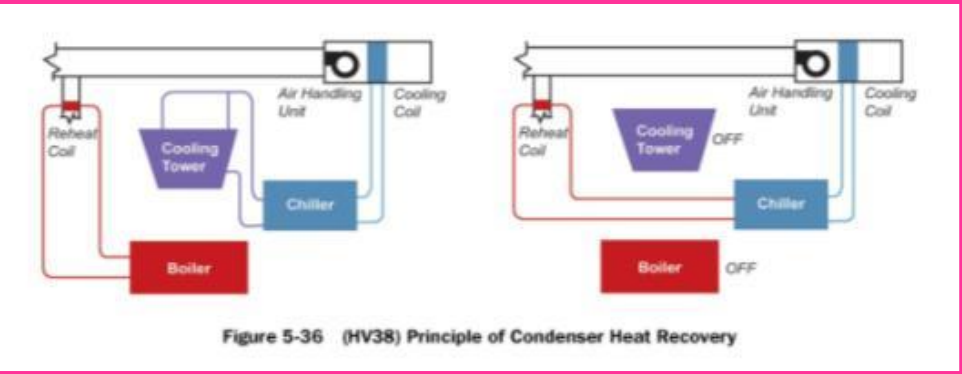 Air Handling
Unit
Cooling
Coil
Reheat
Coil
Cooling
Tower
Chiller
Boiler
Air Handling
Unit
Cooling
Coil
Reheat
Coil
Cooling
Tower
OFF
Chiller
Boiler
OFF
Figure 5-36 (HV38) Principle of Condenser Heat Recovery